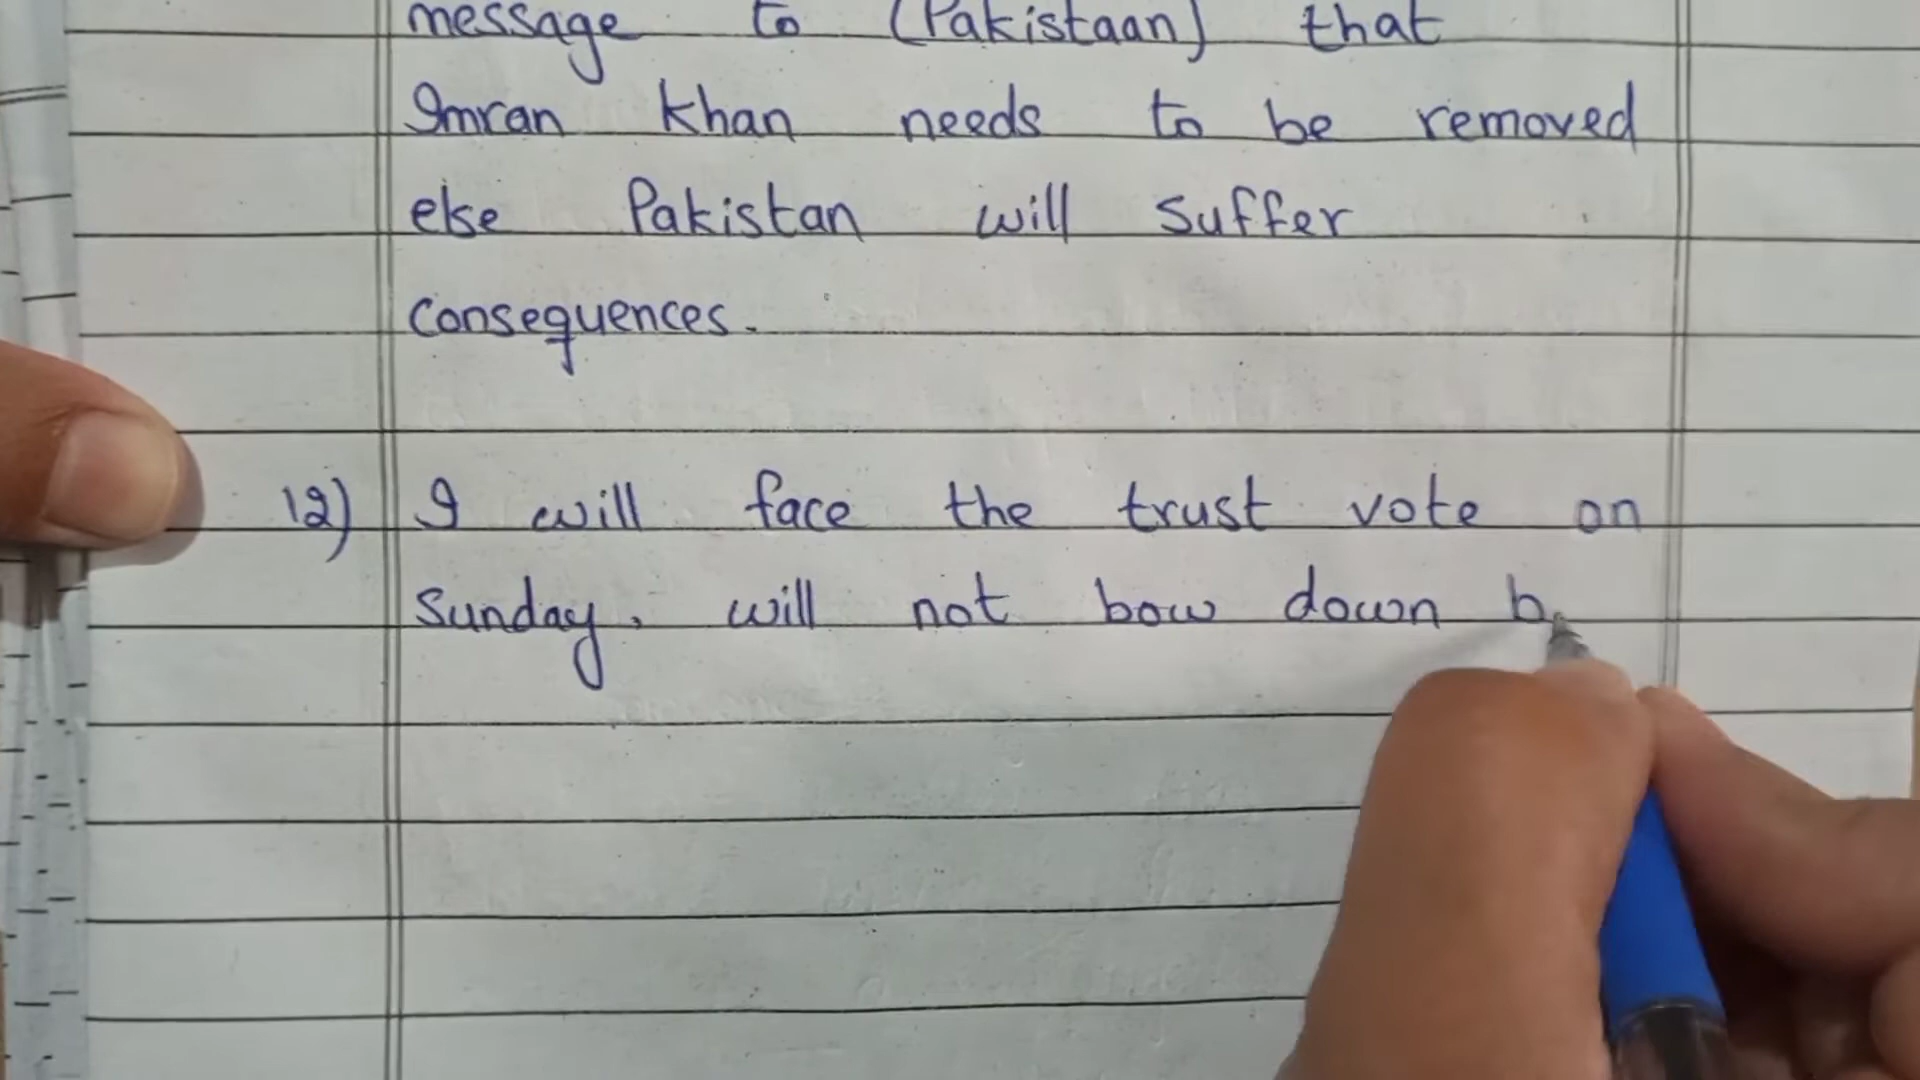 message to (Pakistaan) that
Imran Khan needs to be removed
else Pakistan will suffer
consequences.
12) I will face the trust vote on
Sunday, will not bow down b